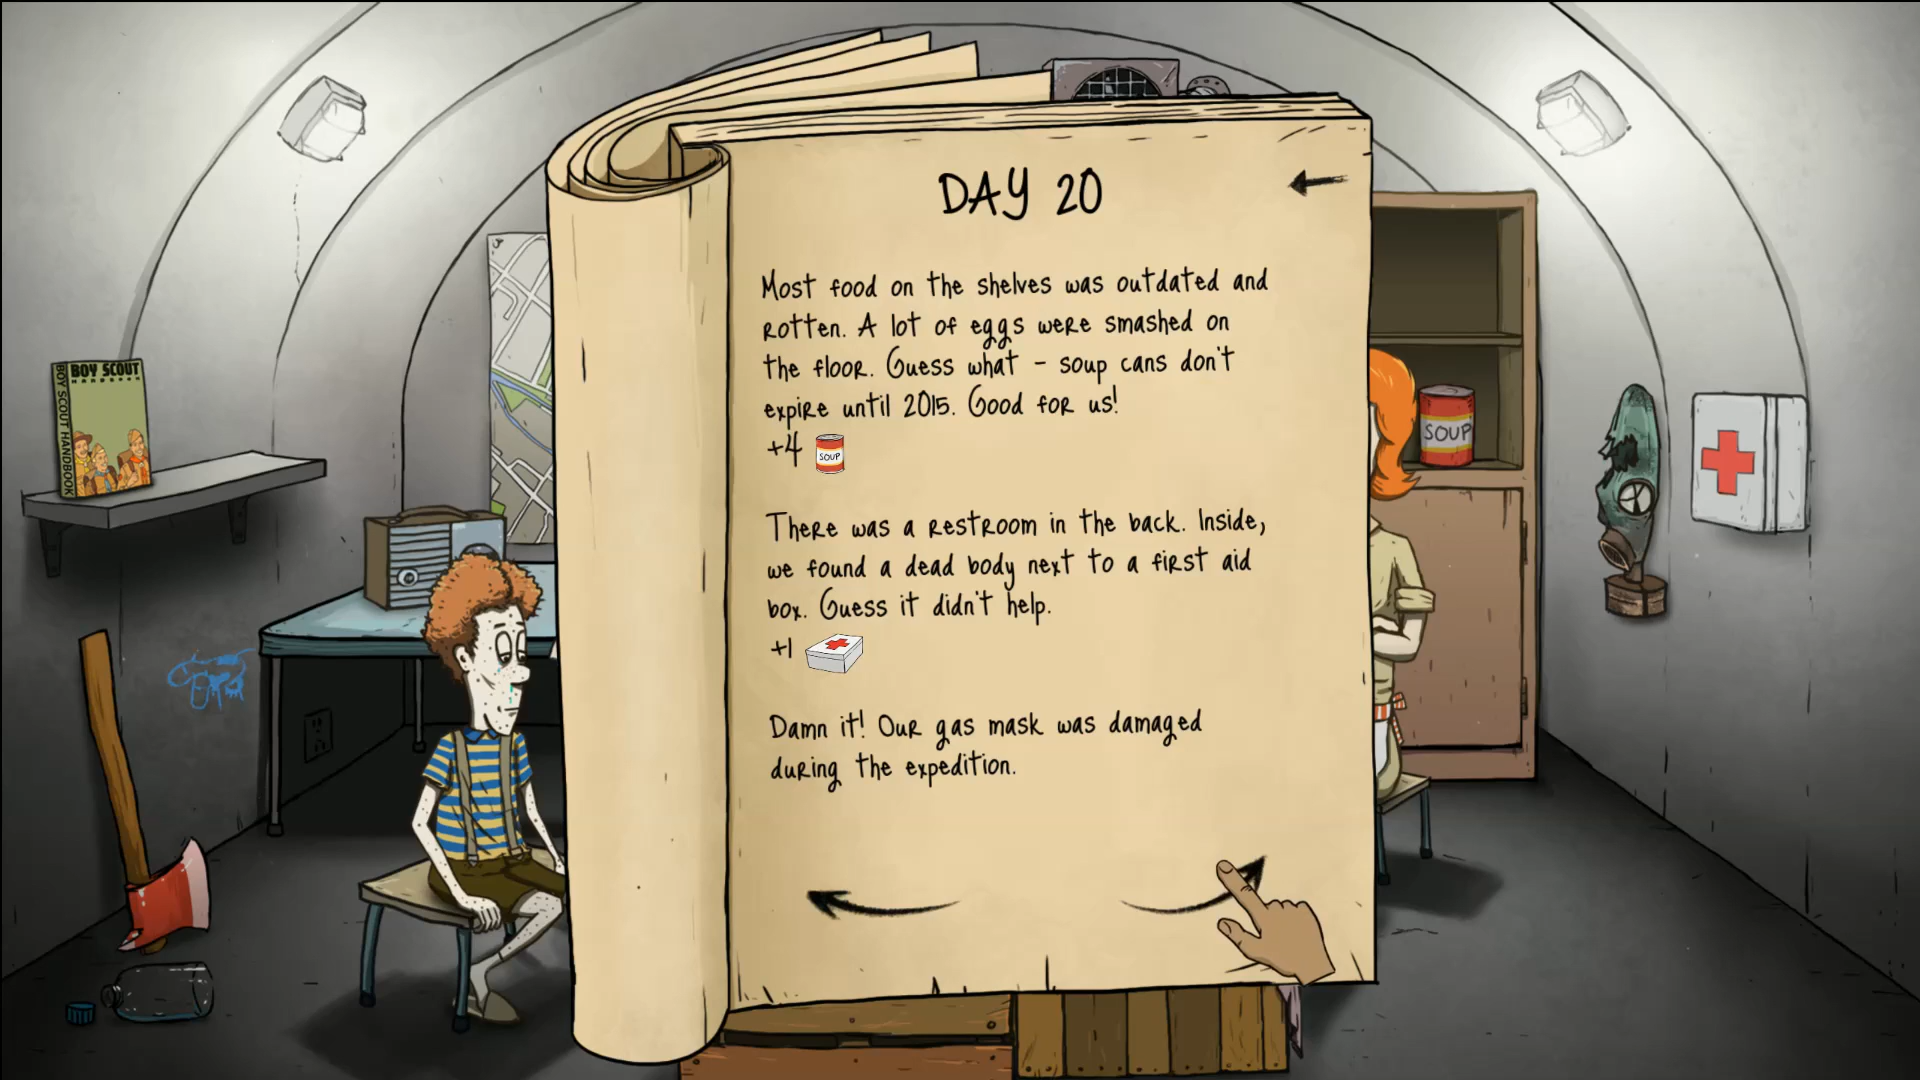 DAY 20
Most food on the shelves was outdated and
rotten. A lot of eggs were smashed on
the floor. Guess what - soup cans don't
expire until 2015. Good for us!
+4 SOUP
There was a restroom in the back. Inside,
we found a dead body next to a first aid
box. Guess it didn't help.
+1
Damn it! Our gas mask was damaged
during the expedition.
BOY SCOUT
HANDBOOK
BOY SCOUT HANDBOOK
SOUP